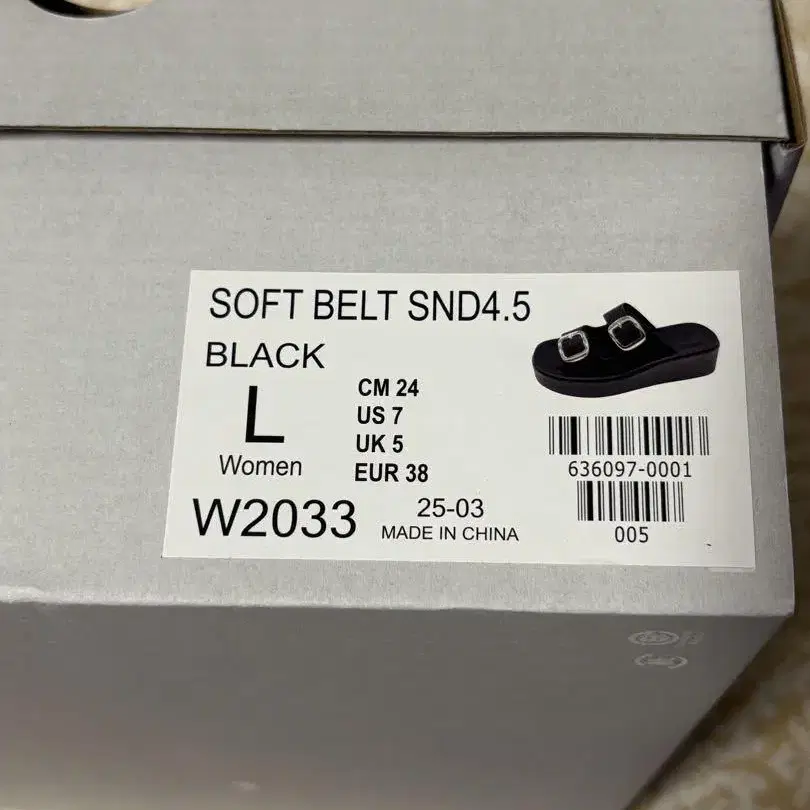 SOFT BELT SND4.5
BLACK
L
Women
CM 24
US 7
UK 5
EUR 38
W2033
25-03
MADE IN CHINA
636097-0001
005